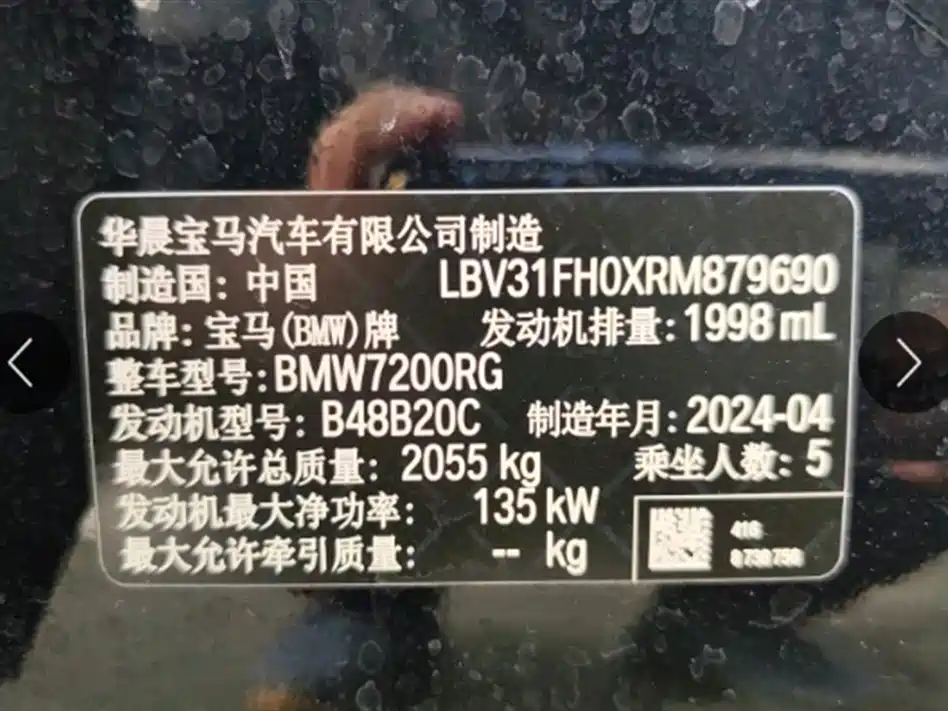 华晨宝马汽车有限公司制造
制造国: 中国 LBV31FH0XRM879690
品牌: 宝马(BMW)牌 发动机排量: 1998 mL
整车型号: BMW7200RG
发动机型号: B48B20C 制造年月: 2024-04
最大允许总质量: 2055 kg 乘坐人数: 5
发动机最大净功率: 135 kW
最大允许牵引质量: -- kg